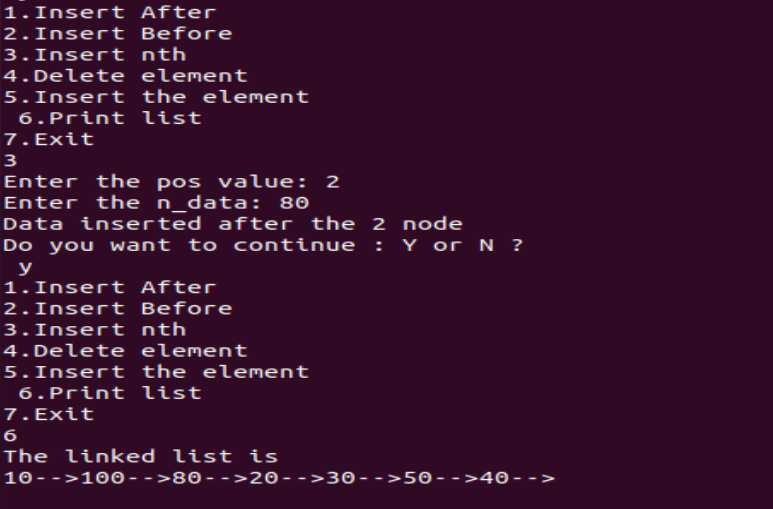 1.Insert After
2.Insert Before
3.Insert nth
4.Delete element
5.Insert the element
 6.Print list
7.Exit
3
Enter the pos value: 2
Enter the n_data: 80
Data inserted after the 2 node
Do you want to continue : Y or N ?
 y
1.Insert After
2.Insert Before
3.Insert nth
4.Delete element
5.Insert the element
 6.Print list
7.Exit
6
The linked list is
10-->100-->80-->20-->30-->50-->40-->